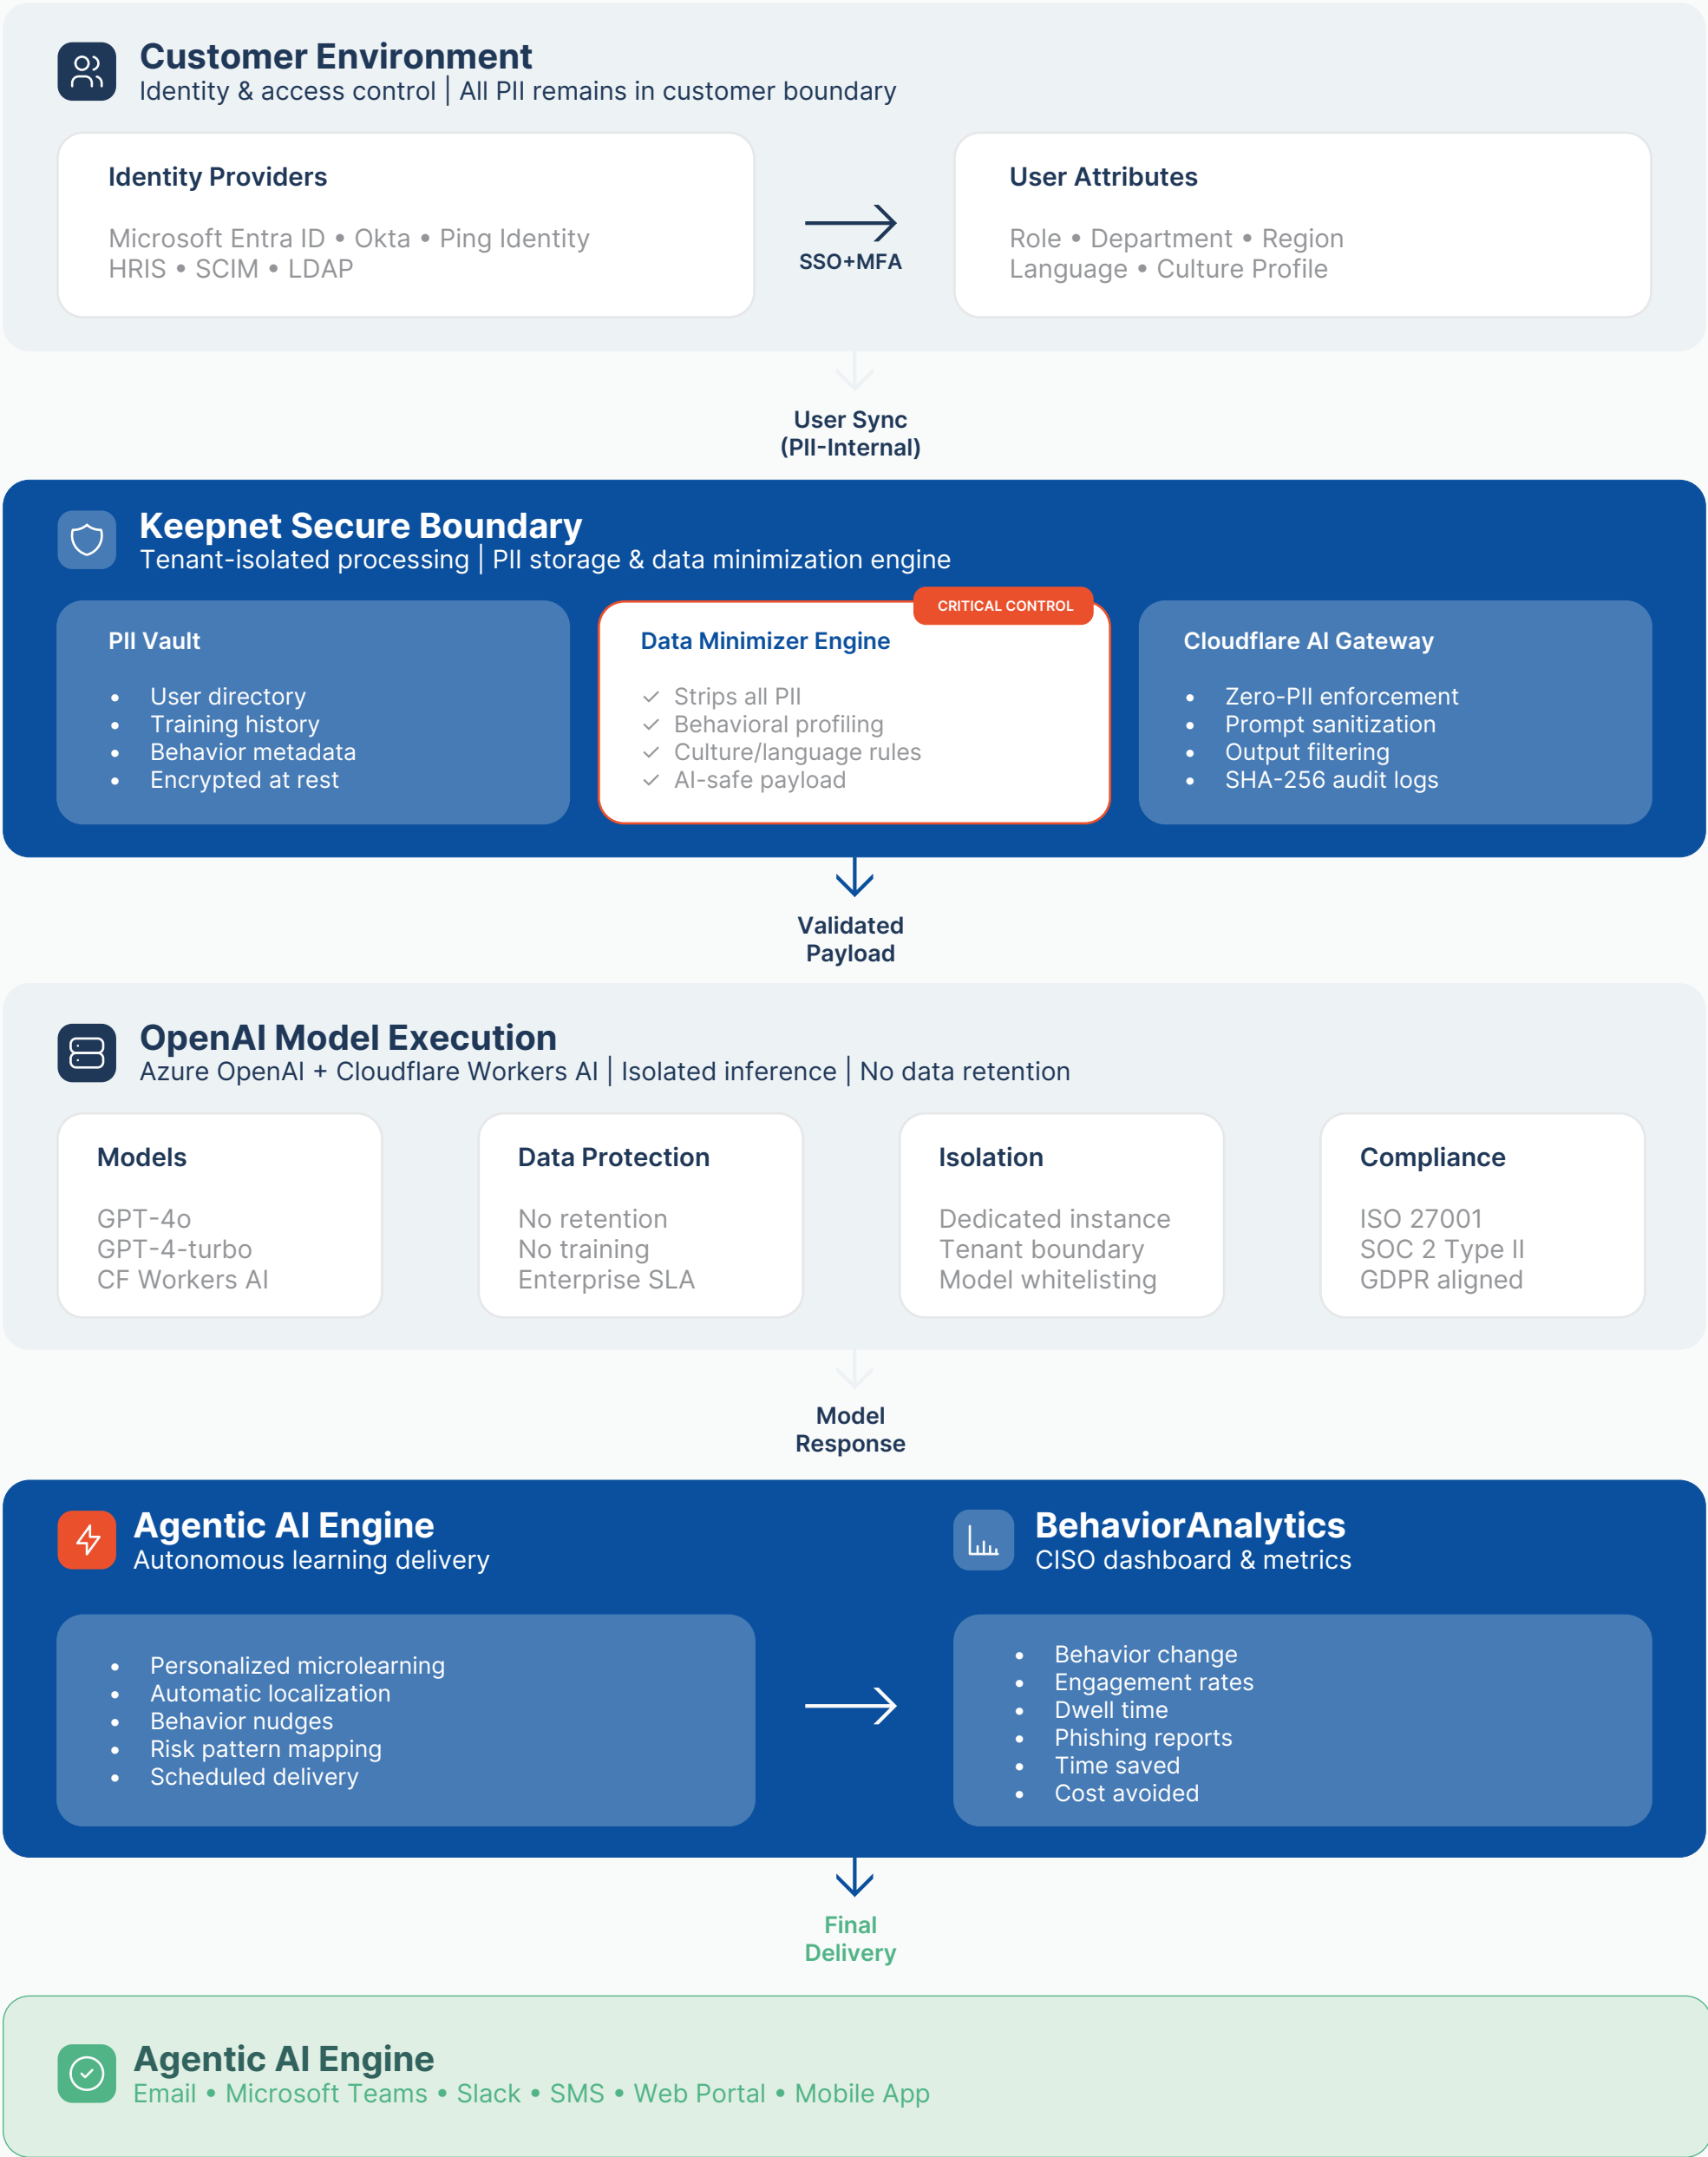 Customer Environment
Identity & access control | All PII remains in customer boundary
Identity Providers
Microsoft Entra ID • Okta • Ping Identity
HRIS • SCIM • LDAP
SSO+MFA
User Attributes
Role • Department • Region
Language • Culture Profile
User Sync
(PII-Internal)
Keepnet Secure Boundary
Tenant-isolated processing | PII storage & data minimization engine
PII Vault
• User directory
• Training history
• Behavior metadata
• Encrypted at rest
CRITICAL CONTROL
Data Minimizer Engine
✓ Strips all PII
✓ Behavioral profiling
✓ Culture/language rules
✓ AI-safe payload
Cloudflare AI Gateway
• Zero-PII enforcement
• Prompt sanitization
• Output filtering
• SHA-256 audit logs
Validated
Payload
OpenAI Model Execution
Azure OpenAI + Cloudflare Workers AI | Isolated inference | No data retention
Models
GPT-4o
GPT-4-turbo
CF Workers AI
Data Protection
No retention
No training
Enterprise SLA
Isolation
Dedicated instance
Tenant boundary
Model whitelisting
Compliance
ISO 27001
SOC 2 Type II
GDPR aligned
Model
Response
Agentic AI Engine
Autonomous learning delivery
• Personalized microlearning
• Automatic localization
• Behavior nudges
• Risk pattern mapping
• Scheduled delivery
BehaviorAnalytics
CISO dashboard & metrics
• Behavior change
• Engagement rates
• Dwell time
• Phishing reports
• Time saved
• Cost avoided
Final
Delivery
Agentic AI Engine
Email • Microsoft Teams • Slack • SMS • Web Portal • Mobile App